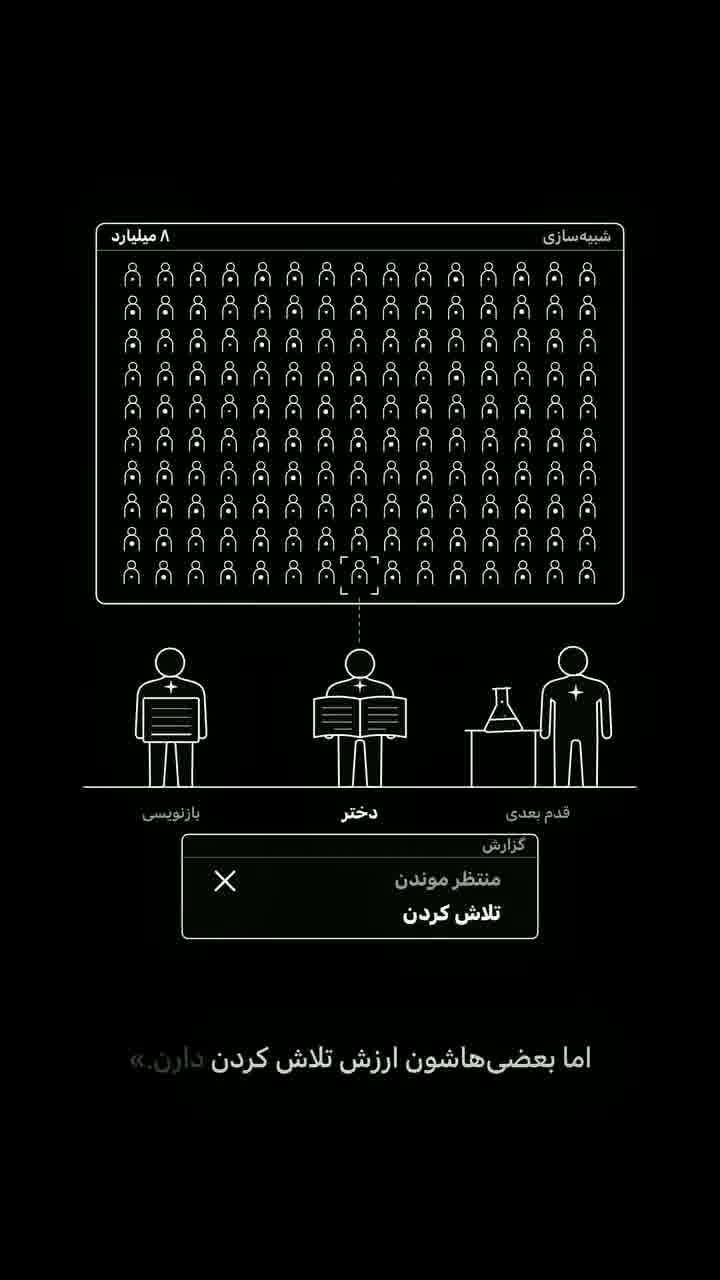 شبیه‌سازی
۸ میلیارد
قدم بعدی
دختر
بازنویسی
گزارش
منتظر موندن
تلاش کردن
اما بعضی‌هاشون ارزش تلاش کردن دارن.»